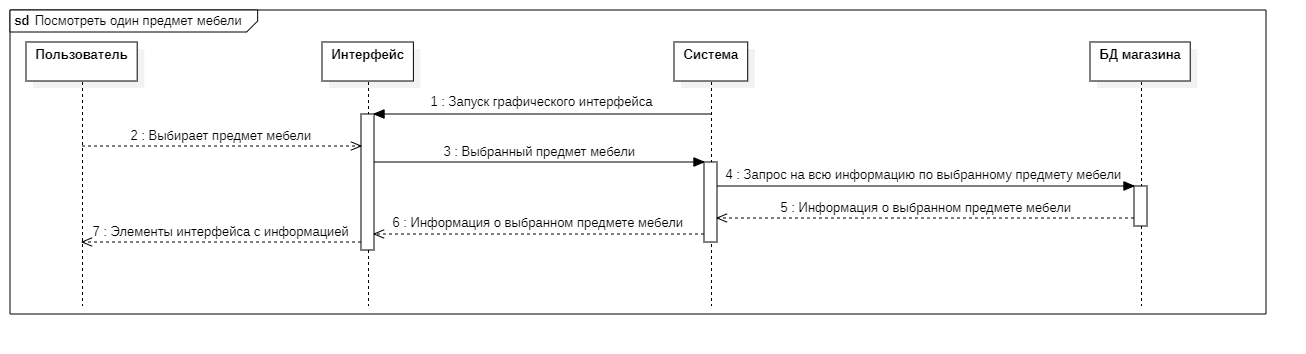 sd Посмотреть один предмет мебели
Пользователь
Интерфейс
Система
БД магазина
1 : Запуск графического интерфейса
2 : Выбирает предмет мебели
3 : Выбранный предмет мебели
4 : Запрос на всю информацию по выбранному предмету мебели
5 : Информация о выбранном предмете мебели
6 : Информация о выбранном предмете мебели
7 : Элементы интерфейса с информацией